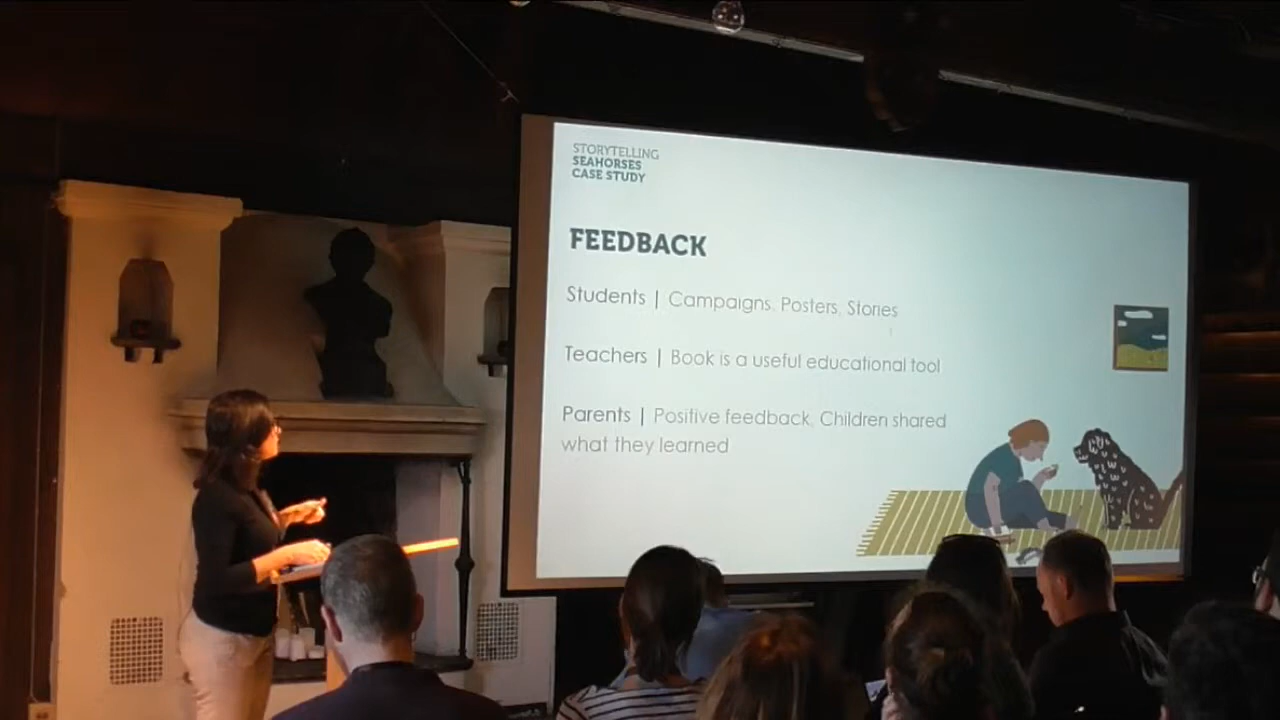 STORYTELLING
SEAHORSES
CASE STUDY
FEEDBACK
Students | Campaigns, Posters, Stories
Teachers | Book is a useful educational tool
Parents | Positive feedback, Children shared
what they learned